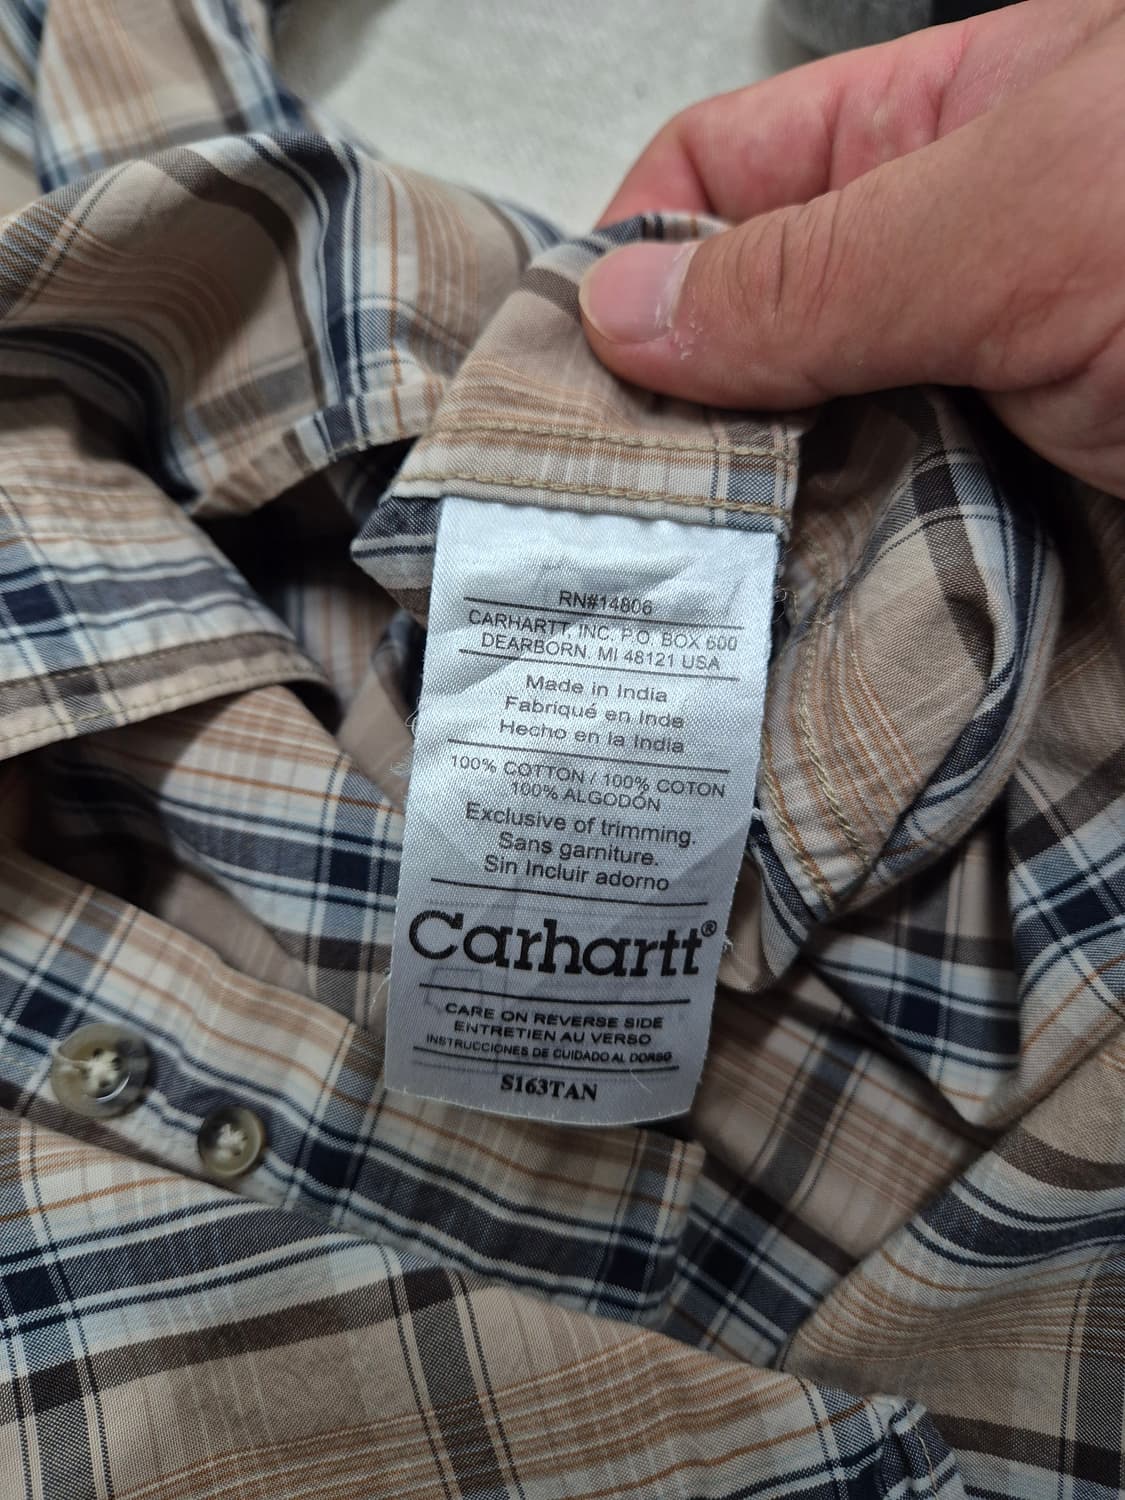 RN#14806
CARHARTT, INC. P.O. BOX 600
DEARBORN, MI 48121 USA
Made in India
Fabriqué en Inde
Hecho en la India
100% COTTON / 100% COTON
100% ALGODÓN
Exclusive of trimming.
Sans garniture.
Sin Incluir adorno
Carhartt®
CARE ON REVERSE SIDE
ENTRETIEN AU VERSO
INSTRUCCIONES DE CUIDADO AL DORSO
S163TAN